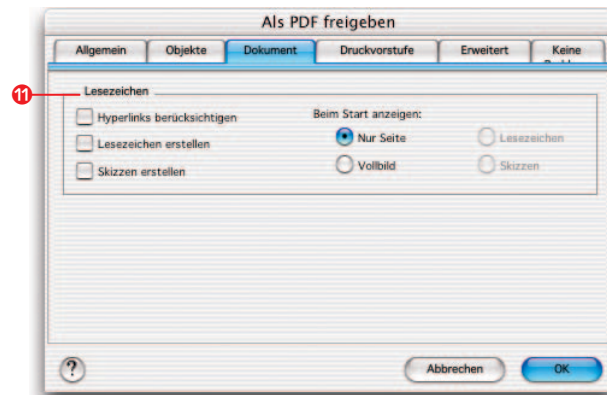 Als PDF freigeben
Allgemein Objekte Dokument Druckvorstufe Erweitert Keine
11 Lesezeichen
Hyperlinks berücksichtigen Beim Start anzeigen:
Lesezeichen erstellen Nur Seite Lesezeichen
Skizzen erstellen Vollbild Skizzen
? Abbrechen OK